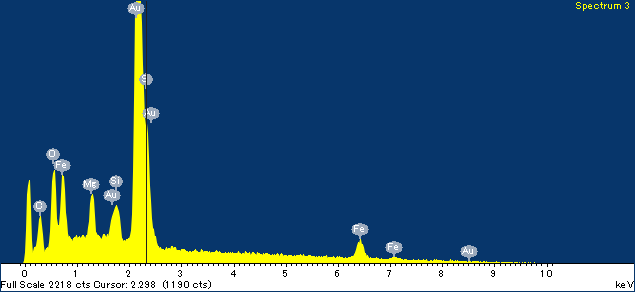 Spectrum 3
Au
S
Au
O
Fe
Mg
Si
Au
C
Fe
Fe
Au
0 1 2 3 4 5 6 7 8 9 10
Full Scale 2218 cts Cursor: 2.298 (1190 cts) keV